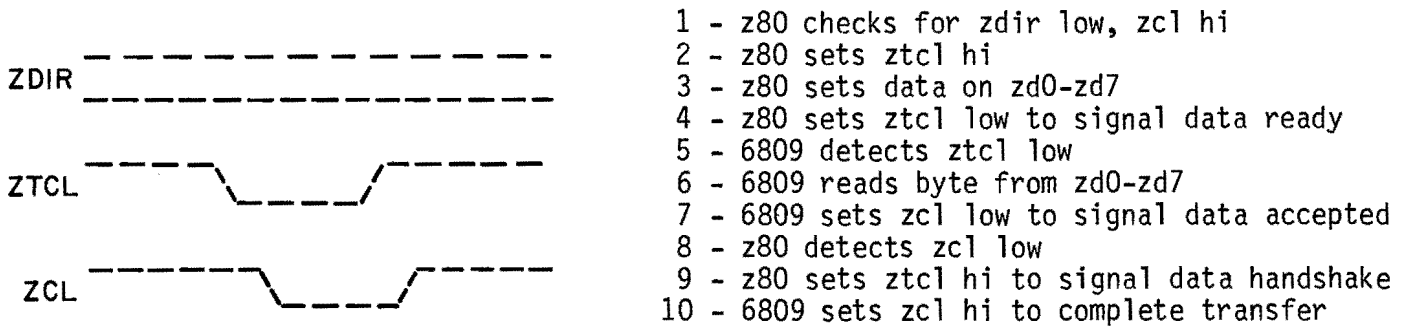 ZDIR
ZTCL
ZCL
1 - z80 checks for zdir low, zcl hi
2 - z80 sets ztcl hi
3 - z80 sets data on zd0-zd7
4 - z80 sets ztcl low to signal data ready
5 - 6809 detects ztcl low
6 - 6809 reads byte from zd0-zd7
7 - 6809 sets zcl low to signal data accepted
8 - z80 detects zcl low
9 - z80 sets ztcl hi to signal data handshake
10 - 6809 sets zcl hi to complete transfer